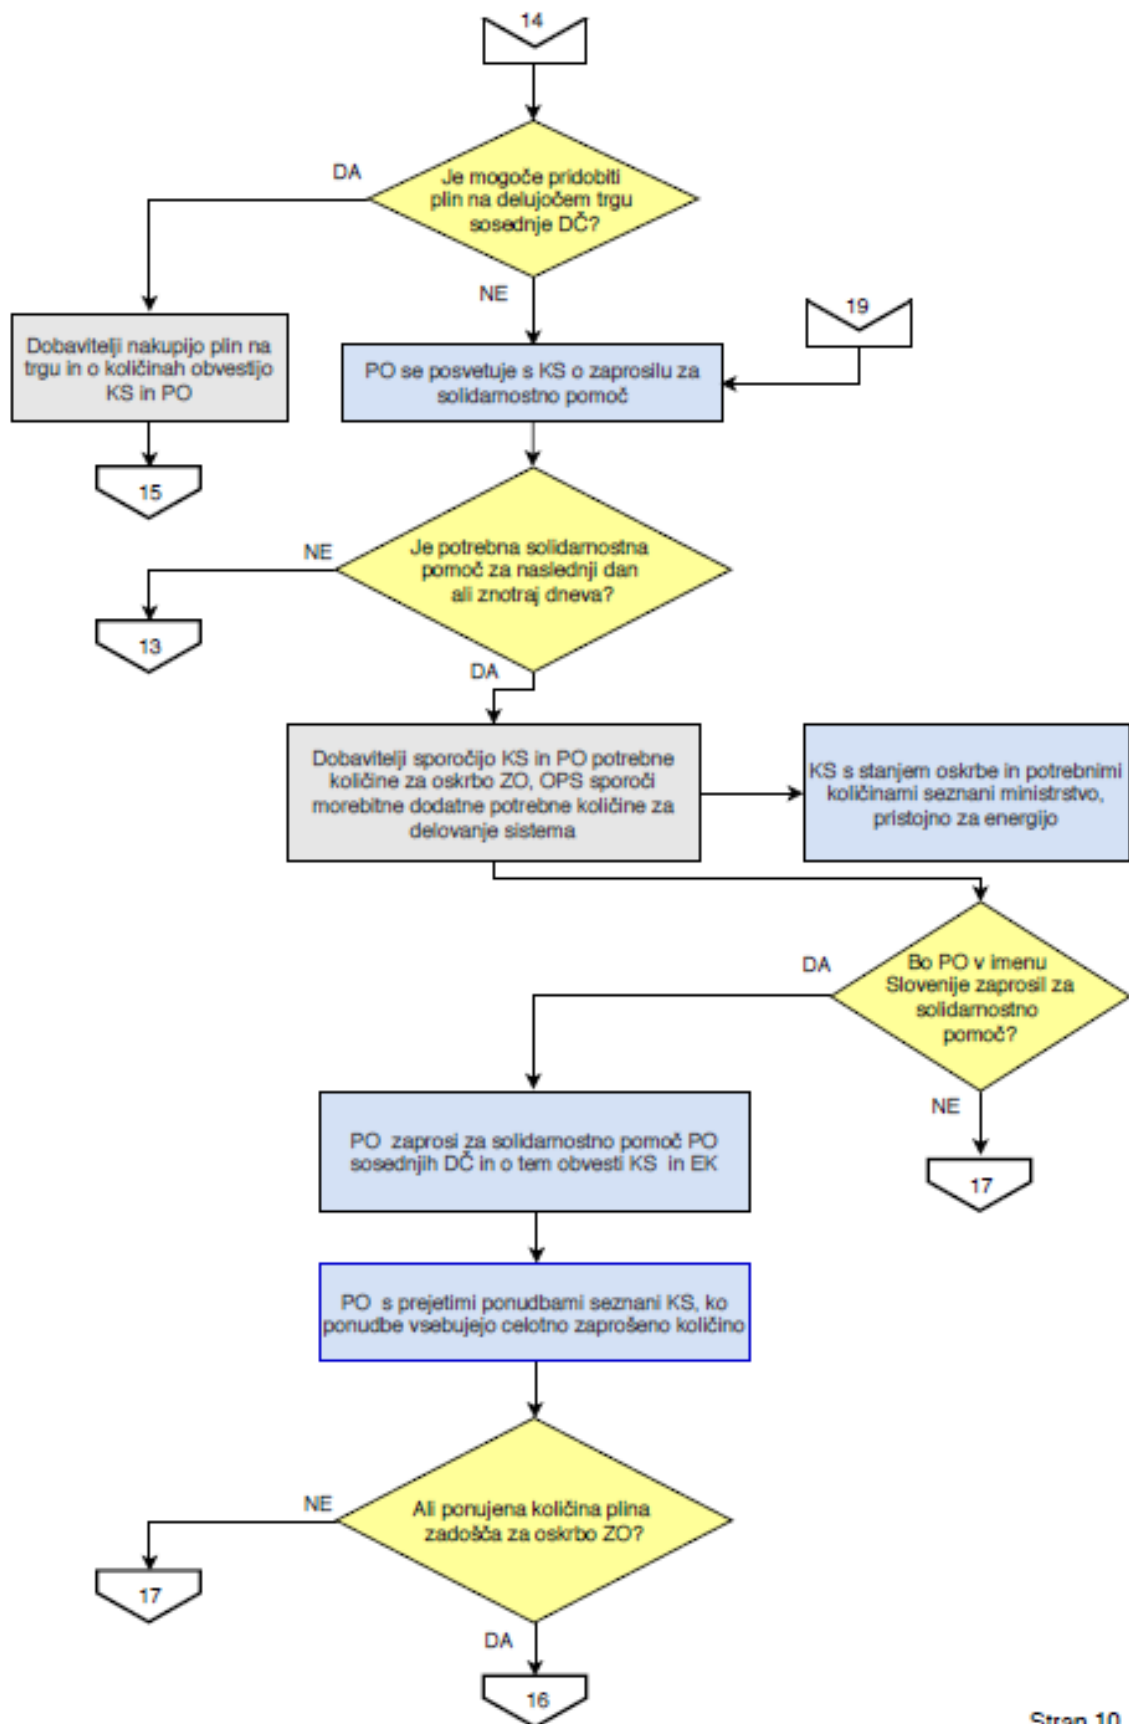 14
Je mogoče pridobiti
plin na delujočem trgu
sosednje DČ?
DA
NE
Dobavitelji nakupijo plin na
trgu in o količinah obvestijo
KS in PO
15
19
PO se posvetuje s KS o zaprosilu za
solidarnostno pomoč
Je potrebna solidarnostna
pomoč za naslednji dan
ali znotraj dneva?
NE
13
DA
Dobavitelji sporočijo KS in PO potrebne
količine za oskrbo ZO, OPS sporoči
morebitne dodatne potrebne količine za
delovanje sistema
KS s stanjem oskrbe in potrebnimi
količinami seznani ministrstvo,
pristojno za energijo
Bo PO v imenu
Slovenije zaprosil za
solidarnostno
pomoč?
DA
NE
17
PO zaprosi za solidarnostno pomoč PO
sosednjih DČ in o tem obvesti KS in EK
PO s prejetimi ponudbami seznani KS, ko
ponudbe vsebujejo celotno zaprošeno količino
Ali ponujena količina plina
zadošča za oskrbo ZO?
NE
17
DA
16
Stran 10